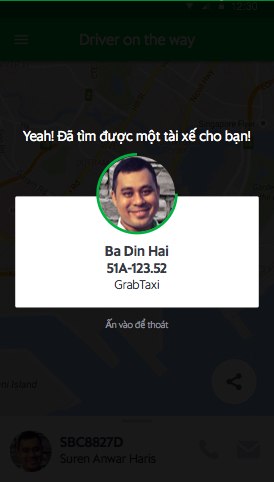 12:30
Driver on the way
Yeah! Đã tìm được một tài xế cho bạn!
Ba Din Hai
51A-123.52
GrabTaxi
Ấn vào để thoát
Island
SBC8827D
Suren Anwar Haris